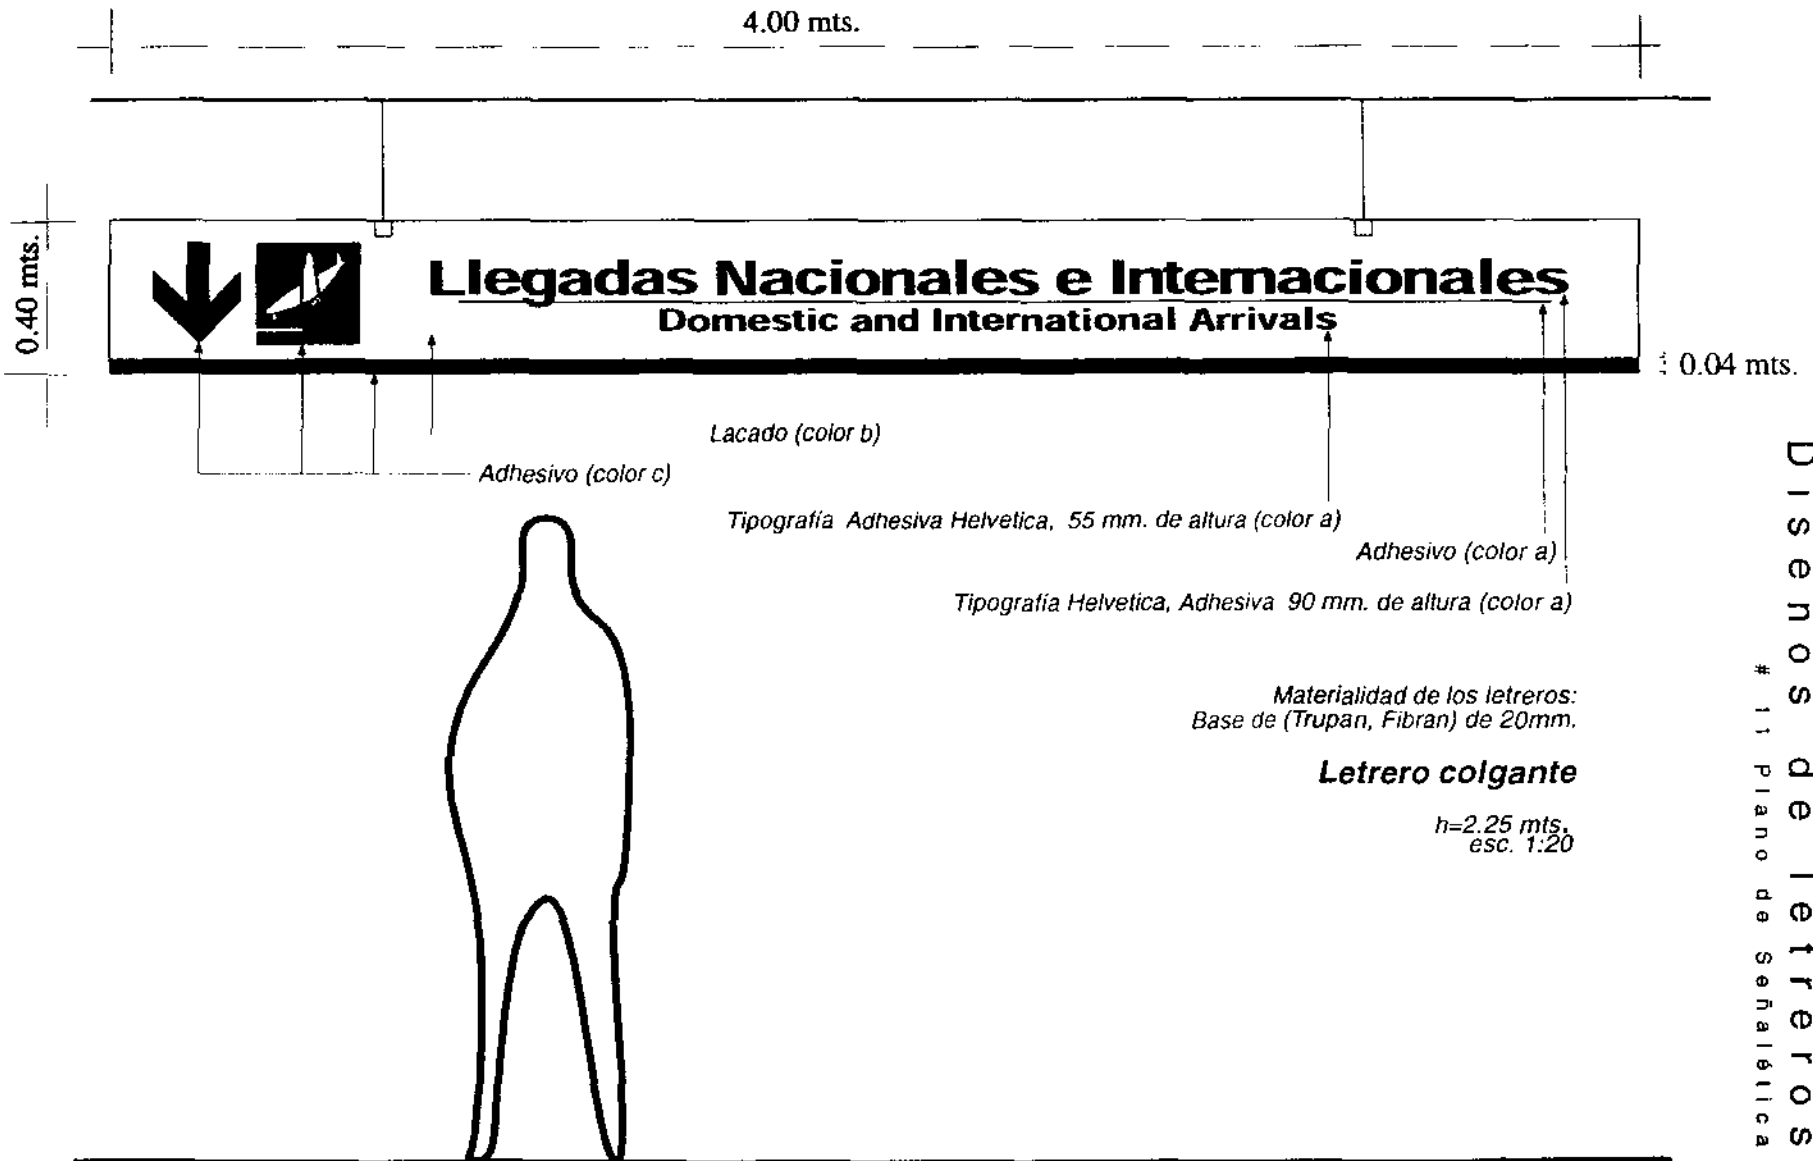 4.00 mts.
0.40 mts.
Llegadas Nacionales e Internacionales
Domestic and International Arrivals
0.04 mts.
Lacado (color b)
Adhesivo (color c)
Tipografía Adhesiva Helvetica, 55 mm. de altura (color a)
Adhesivo (color a)
Tipografía Helvetica, Adhesiva 90 mm. de altura (color a)
Materialidad de los letreros:
Base de (Trupan, Fibran) de 20mm.
Letrero colgante
h=2.25 mts.
esc. 1:20
Disenos de letreros
# 11 Plano de Señalética